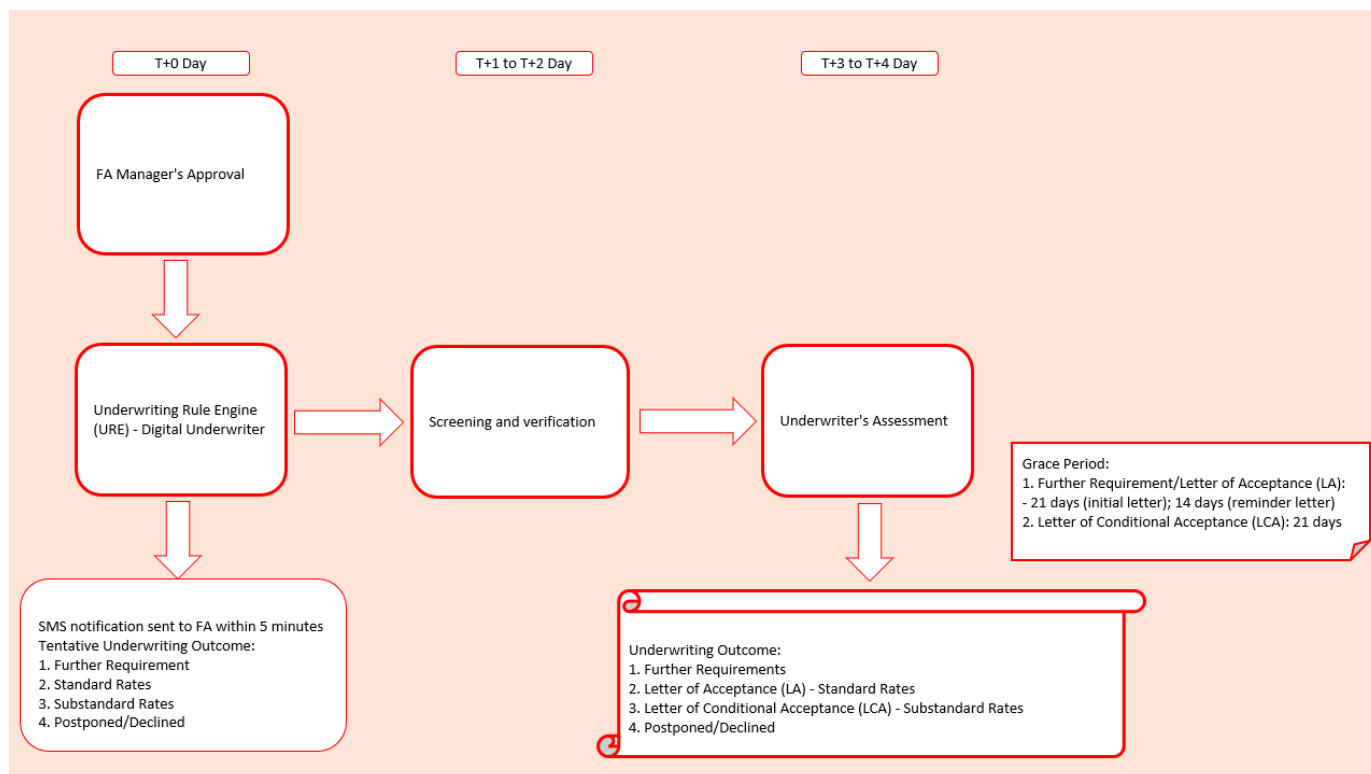 T+0 Day
T+1 to T+2 Day
T+3 to T+4 Day
FA Manager's Approval
Underwriting Rule Engine
(URE) - Digital Underwriter
Screening and verification
Underwriter's Assessment
Grace Period:
1. Further Requirement/Letter of Acceptance (LA):
- 21 days (initial letter); 14 days (reminder letter)
2. Letter of Conditional Acceptance (LCA): 21 days
SMS notification sent to FA within 5 minutes
Tentative Underwriting Outcome:
1. Further Requirement
2. Standard Rates
3. Substandard Rates
4. Postponed/Declined
Underwriting Outcome:
1. Further Requirements
2. Letter of Acceptance (LA) - Standard Rates
3. Letter of Conditional Acceptance (LCA) - Substandard Rates
4. Postponed/Declined